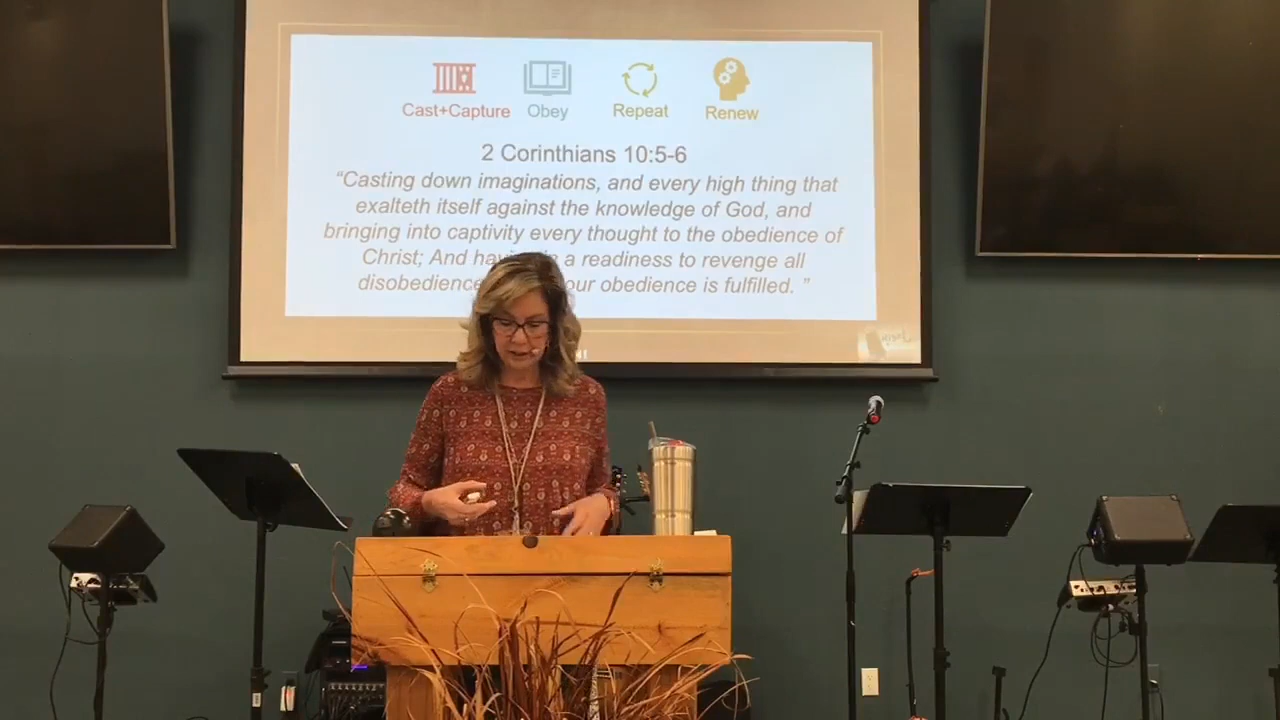 Cast+Capture Obey Repeat Renew
2 Corinthians 10:5-6
“Casting down imaginations, and every high thing that
exalteth itself against the knowledge of God, and
bringing into captivity every thought to the obedience of
Christ; And having in a readiness to revenge all
disobedience our obedience is fulfilled. ”